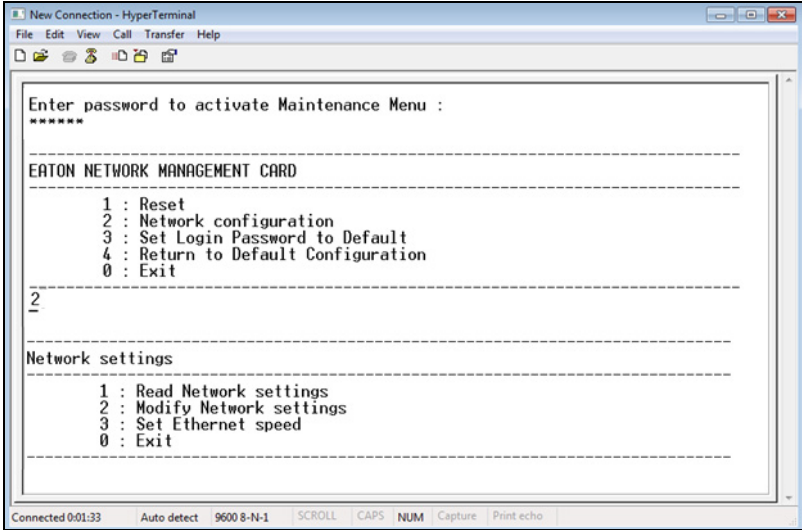 New Connection - HyperTerminal
File Edit View Call Transfer Help
Enter password to activate Maintenance Menu :
******
EATON NETWORK MANAGEMENT CARD
1 : Reset
2 : Network configuration
3 : Set Login Password to Default
4 : Return to Default Configuration
0 : Exit
2
Network settings
1 : Read Network settings
2 : Modify Network settings
3 : Set Ethernet speed
0 : Exit
Connected 0:01:33 Auto detect 9600 8-N-1 SCROLL CAPS NUM Capture Print echo